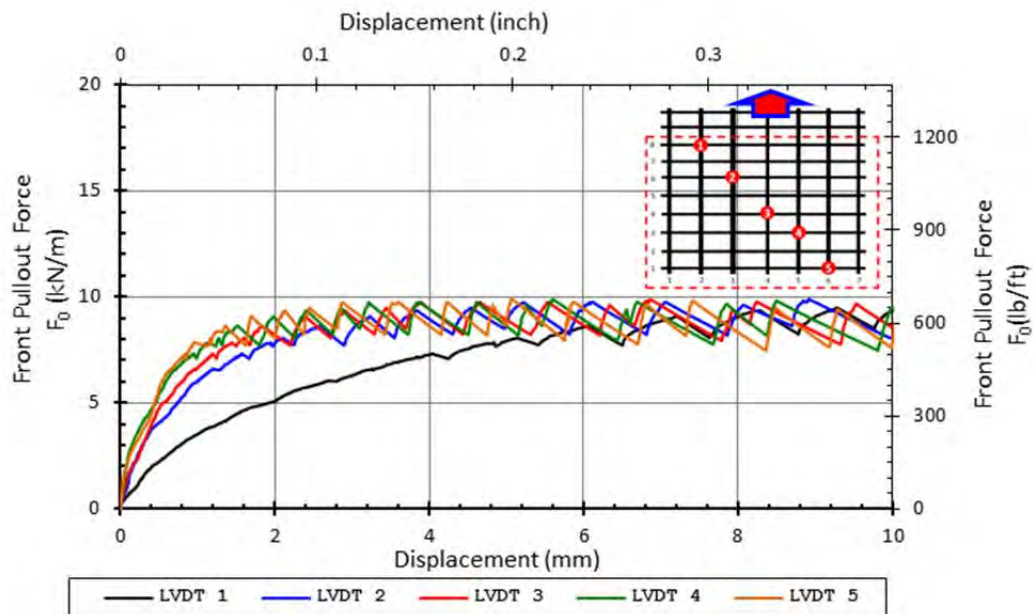 Displacement (inch)
0 0.1 0.2 0.3
20
15
10
5
0
Front Pullout Force
F0 (kN/m)
1200
900
600
300
0
Front Pullout Force
F0(lb/ft)
1
2
3
4
5
0 2 4 6 8 10
Displacement (mm)
LVDT 1 LVDT 2 LVDT 3 LVDT 4 LVDT 5